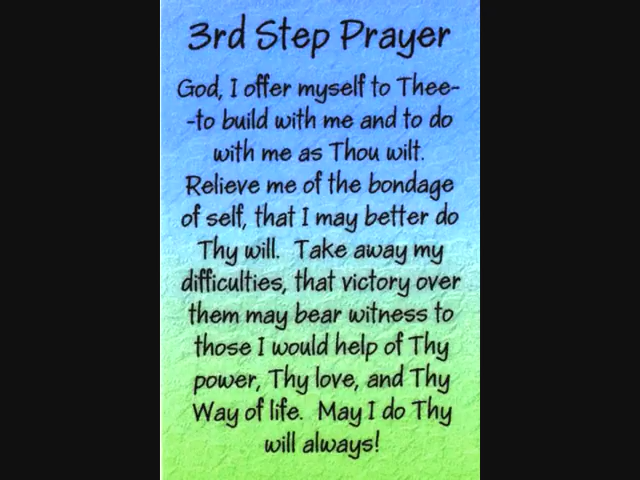 3rd Step Prayer
God, I offer myself to Thee-
-to build with me and to do
with me as Thou wilt.
Relieve me of the bondage
of self, that I may better do
Thy will.  Take away my
difficulties, that victory over
them may bear witness to
those I would help of Thy
power, Thy love, and Thy
Way of life.  May I do Thy
will always!